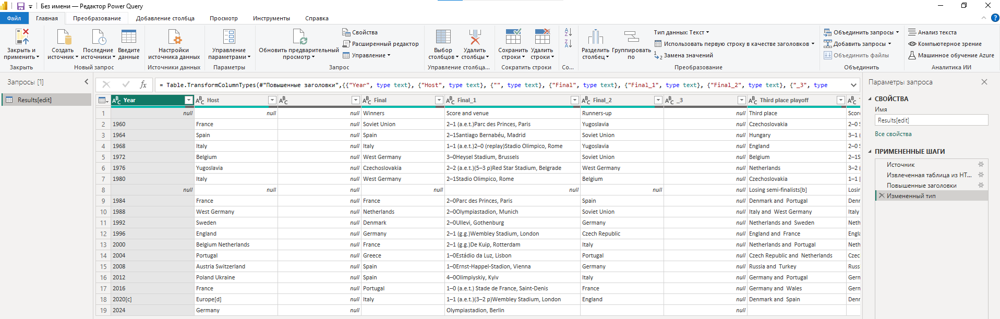 Без имени — Редактор Power Query
Файл Главная Преобразование Добавление столбца Просмотр Инструменты Справка
Закрыть и применить
Закрыть
Создать источник Последние источники Введите данные
Новый запрос
Настройки источника данных
Источники данных
Управление параметрами
Параметры
Обновить предварительный просмотр
Свойства
Расширенный редактор
Управление
Запрос
Выбор столбцов Удалить столбцы
Управление столбца...
Сохранить строки Удалить строки
Сократить строки
Со...
Разделить столбец Группировать по
Тип данных: Текст
Использовать первую строку в качестве заголовков
Замена значений
Преобразование
Объединить запросы
Добавить запросы
Объединить файлы
Объединить
Анализ текста
Компьютерное зрение
Машинное обучение Azure
Аналитика ИИ
Запросы [1]
Results[edit]
= Table.TransformColumnTypes(#"Повышенные заголовки",{{"Year", type text}, {"Host", type text}, {"", type text}, {"Final", type text}, {"Final_1", type text}, {"Final_2", type text}, {"_3", type
Year Host Final Final_1 Final_2 _3 Third place playoff
1 null null null Winners Score and venue Runners-up null Third place Scor
2 1960 France null Soviet Union 2–1 (a.e.t.)Parc des Princes, Paris Yugoslavia null Czechoslovakia 2–0 S
3 1964 Spain null Spain 2–1Santiago Bernabéu, Madrid Soviet Union null Hungary 3–1 (
4 1968 Italy null Italy 1–1 (a.e.t.)2–0 (replay)Stadio Olimpico, Rome Yugoslavia null England 2–0 S
5 1972 Belgium null West Germany 3–0Heysel Stadium, Brussels Soviet Union null Belgium 2–1S
6 1976 Yugoslavia null Czechoslovakia 2–2 (a.e.t.)(5–3 p)Red Star Stadium, Belgrade West Germany null Netherlands 3–2 (
7 1980 Italy null West Germany 2–1Stadio Olimpico, Rome Belgium null Czechoslovakia 1–1 [
8 null null null null null null null Losing semi-finalists[b] Losin
9 1984 France null France 2–0Parc des Princes, Paris Spain null Denmark and Portugal Denn
10 1988 West Germany null Netherlands 2–0Olympiastadion, Munich Soviet Union null Italy and West Germany Italy
11 1992 Sweden null Denmark 2–0Ullevi, Gothenburg Germany null Netherlands and Sweden Neth
12 1996 England null Germany 2–1 (g.g.)Wembley Stadium, London Czech Republic null England and France Engla
13 2000 Belgium Netherlands null France 2–1 (g.g.)De Kuip, Rotterdam Italy null Netherlands and Portugal Neth
14 2004 Portugal null Greece 1–0Estádio da Luz, Lisbon Portugal null Czech Republic and Netherlands Czec
15 2008 Austria Switzerland null Spain 1–0Ernst-Happel-Stadion, Vienna Germany null Russia and Turkey Russ
16 2012 Poland Ukraine null Spain 4–0Olimpiyskiy, Kyiv Italy null Germany and Portugal Germ
17 2016 France null Portugal 1–0 (a.e.t.) Stade de France, Saint-Denis France null Germany and Wales Germ
18 2020[c] Europe[d] null Italy 1–1 (a.e.t.)(3–2 p)Wembley Stadium, London England null Denmark and Spain Denn
19 2024 Germany null Olympiastadion, Berlin null
Параметры запроса
СВОЙСТВА
Имя
Results[edit]
Все свойства
ПРИМЕНЕННЫЕ ШАГИ
Источник
Извлеченная таблица из HT...
Повышенные заголовки
Измененный тип